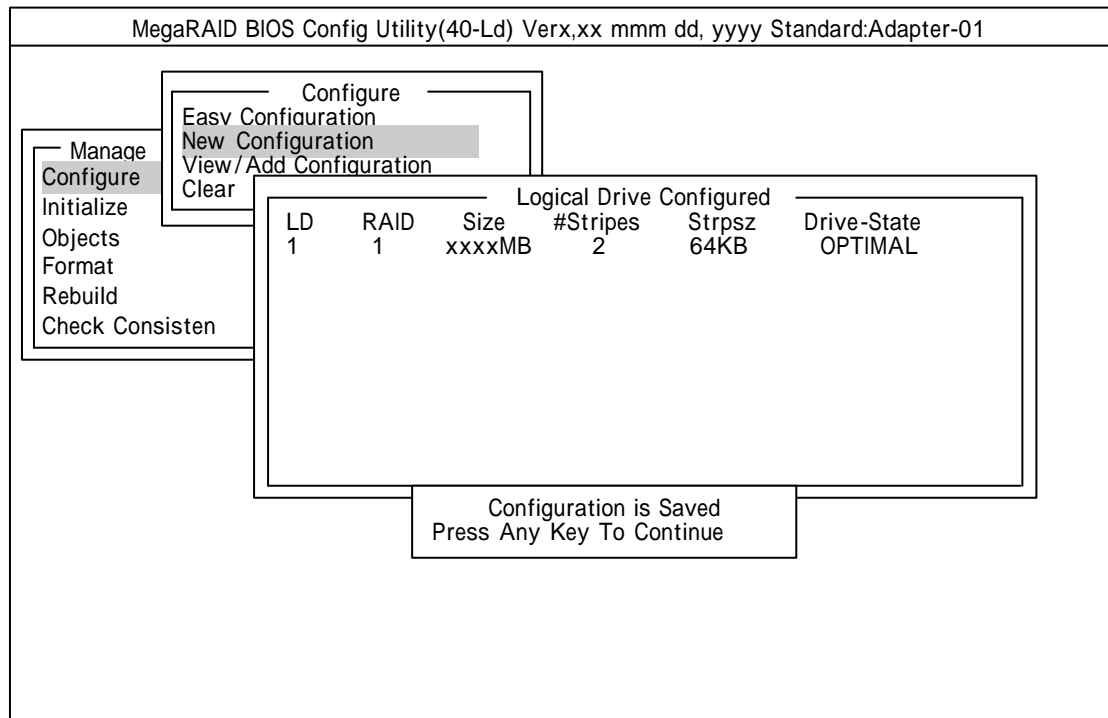 MegaRAID BIOS Config Utility(40-Ld) Verx,xx mmm dd, yyyy Standard:Adapter-01
Configure
Easy Configuration
New Configuration
View/Add Configuration
Clear
Manage
Configure
Initialize
Objects
Format
Rebuild
Check Consisten
Logical Drive Configured
LD RAID Size #Stripes Strpsz Drive-State
1 1 xxxxMB 2 64KB OPTIMAL
Configuration is Saved
Press Any Key To Continue